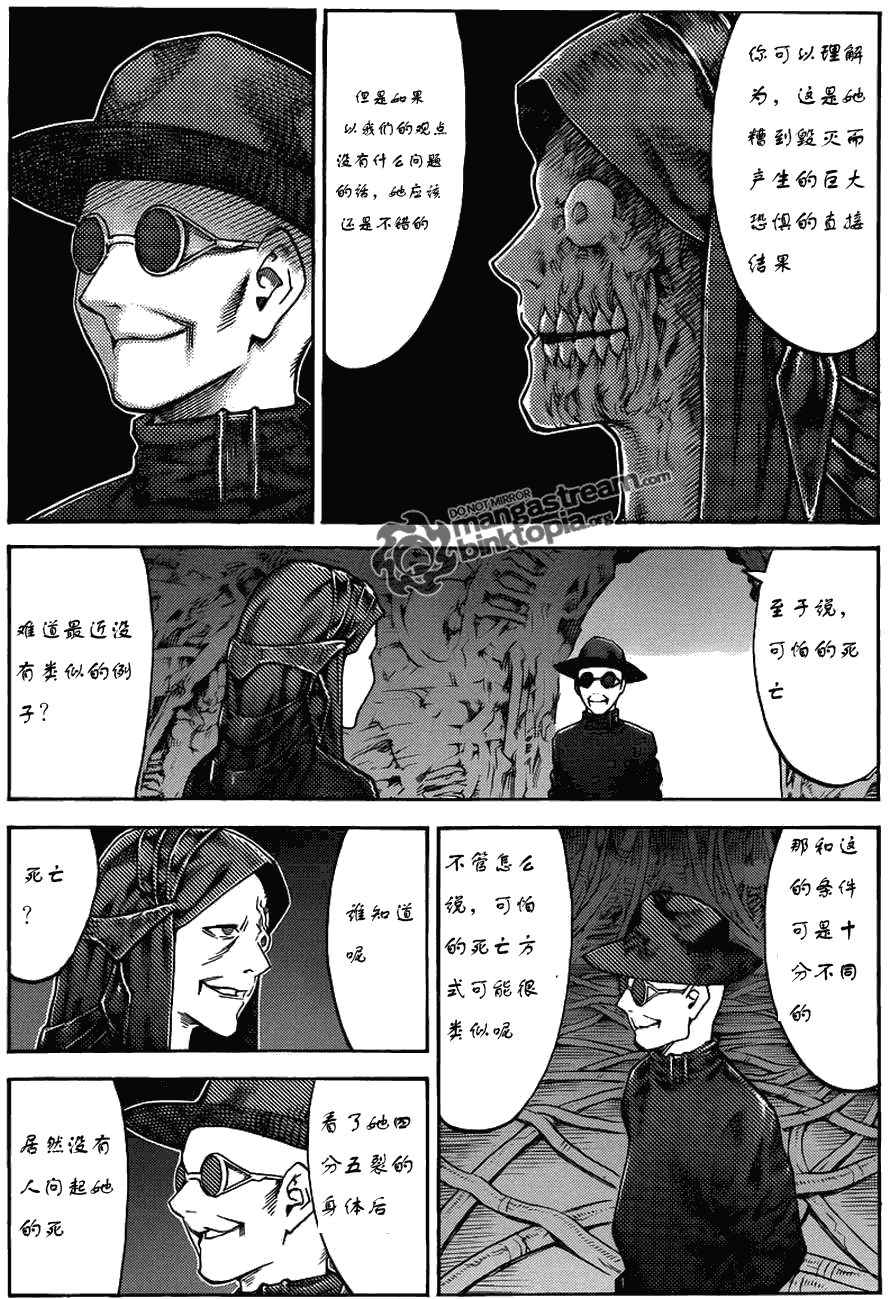 你可以理解
为，这是她
糟到毁灭而
产生的巨大
恐惧的直接
结果
但是如果
以我们的观点
没有什么问题
的话，她应该
还是不错的
DO NOT MIRROR
mangastream.com
binktopia.org
至于说，
可怕的死
亡
难道最近没
有类似的例
子？
那和这
的条件
可是十
分不同
的
不管怎么
说，可怕
的死亡方
式可能很
类似呢
谁知道
呢
死亡
？
看了她四
分五裂的
身体后
居然没有
人问起她
的死